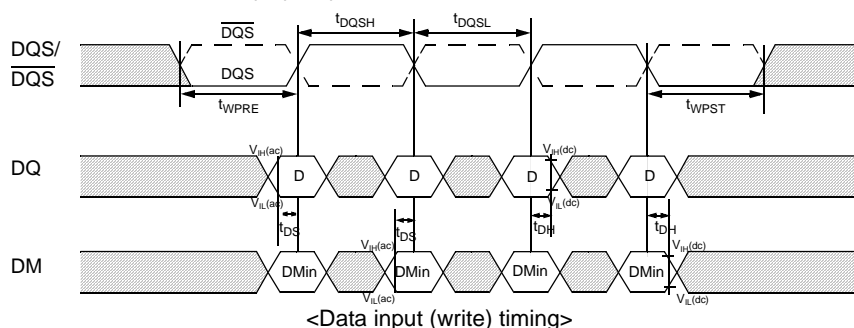 DQS
tDQSH
tDQSL
DQS/
DQS
DQS
tWPRE
tWPST
VIH(ac)
VIH(dc)
DQ
D
D
D
D
VIL(ac)
VIL(dc)
tDS
tDS
tDH
tDH
VIH(ac)
VIH(dc)
DM
DMin
DMin
DMin
DMin
VIL(ac)
VIL(dc)
<Data input (write) timing>